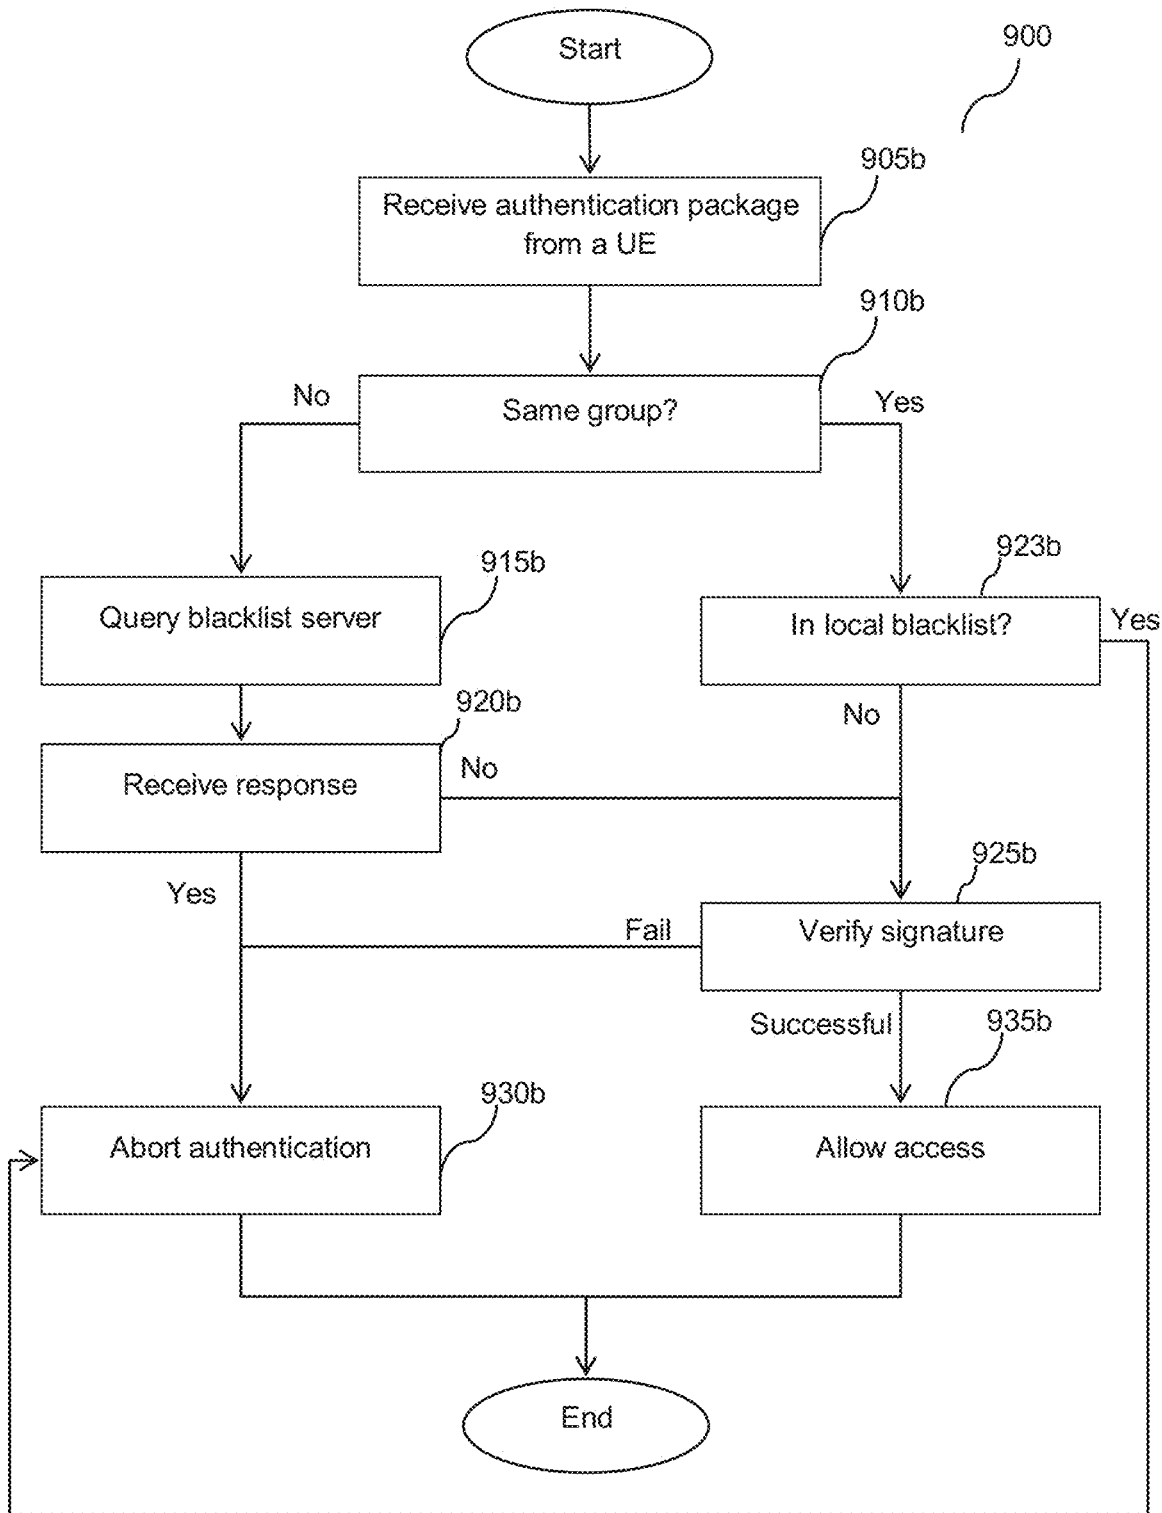 Start
900
905b
Receive authentication package
from a UE
910b
No
Same group?
Yes
923b
915b
Query blacklist server
In local blacklist?
Yes
920b
No
Receive response
No
925b
Yes
Fail
Verify signature
Successful
935b
930b
Abort authentication
Allow access
End